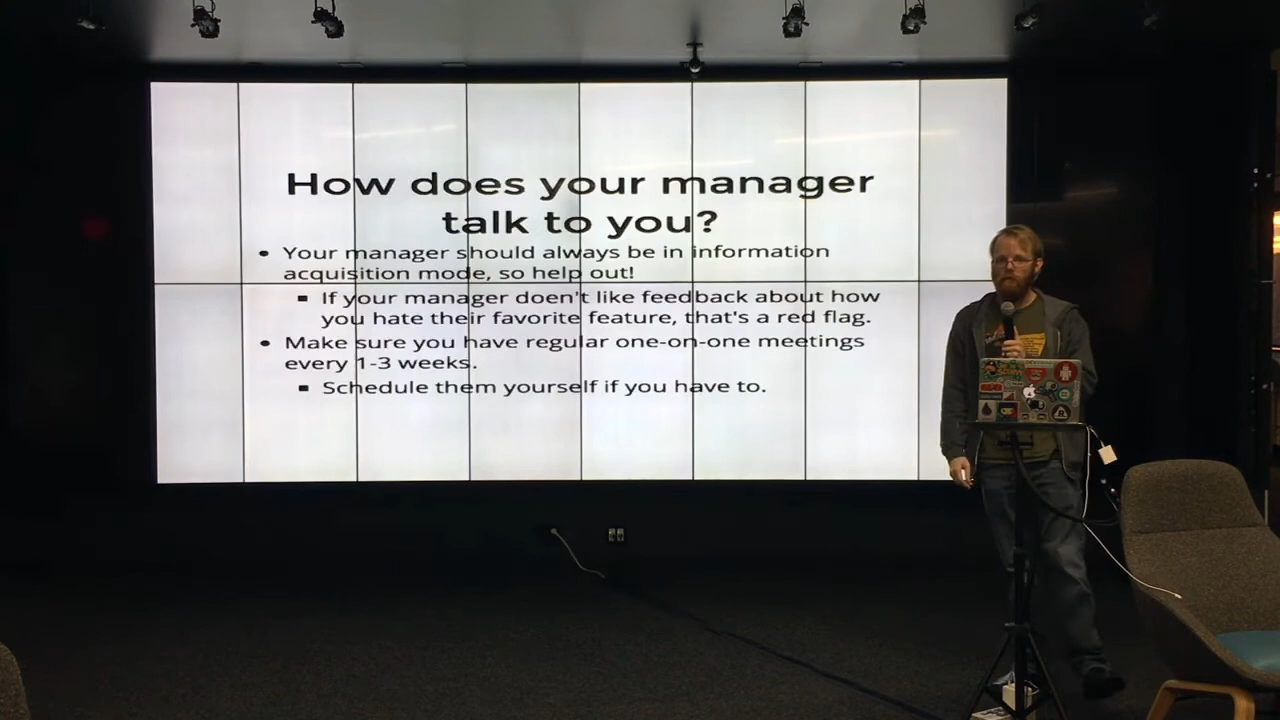 How does your manager
talk to you?
• Your manager should always be in information
acquisition mode, so help out!
▪ If your manager doen't like feedback about how
you hate their favorite feature, that's a red flag.
• Make sure you have regular one-on-one meetings
every 1-3 weeks.
▪ Schedule them yourself if you have to.